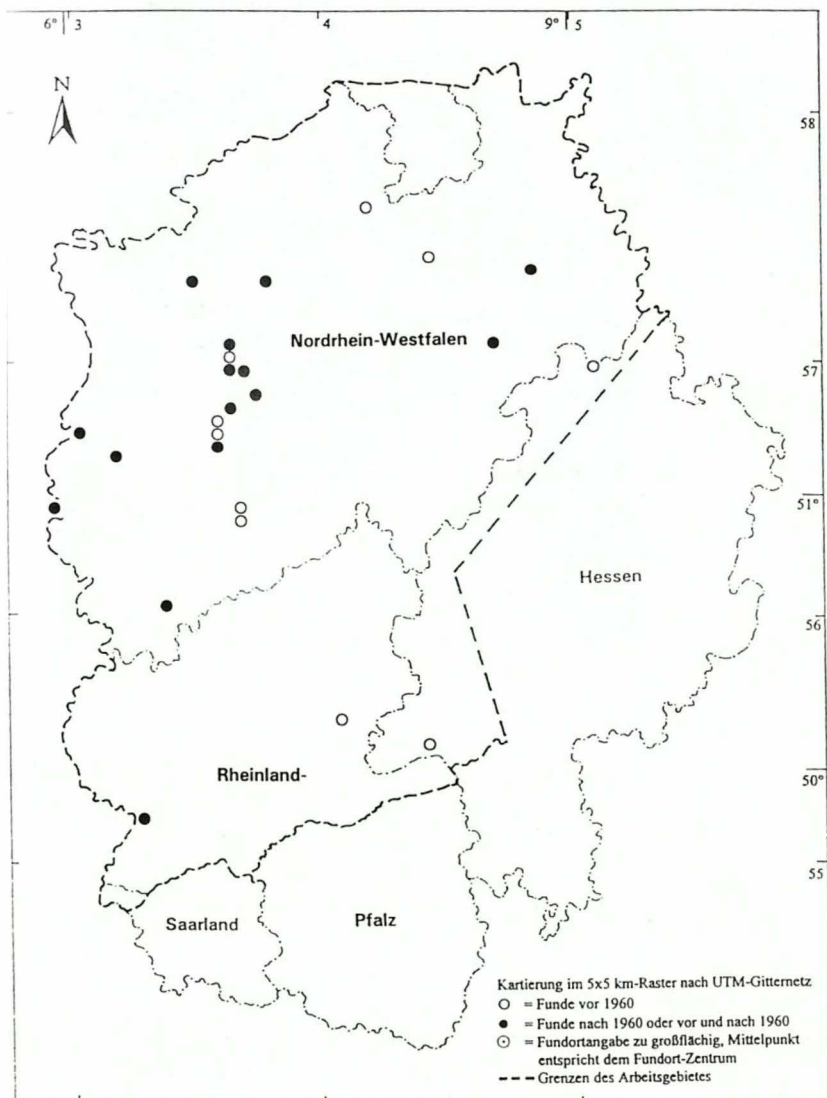 6° 3 4 9° 5
N
58
Nordrhein-Westfalen
57
51°
Hessen
56
Rheinland-
50°
55
Saarland
Pfalz
Kartierung im 5x5 km-Raster nach UTM-Gitternetz
= Funde vor 1960
= Funde nach 1960 oder vor und nach 1960
= Fundortangabe zu großflächig, Mittelpunkt
entspricht dem Fundort-Zentrum
= Grenzen des Arbeitsgebietes